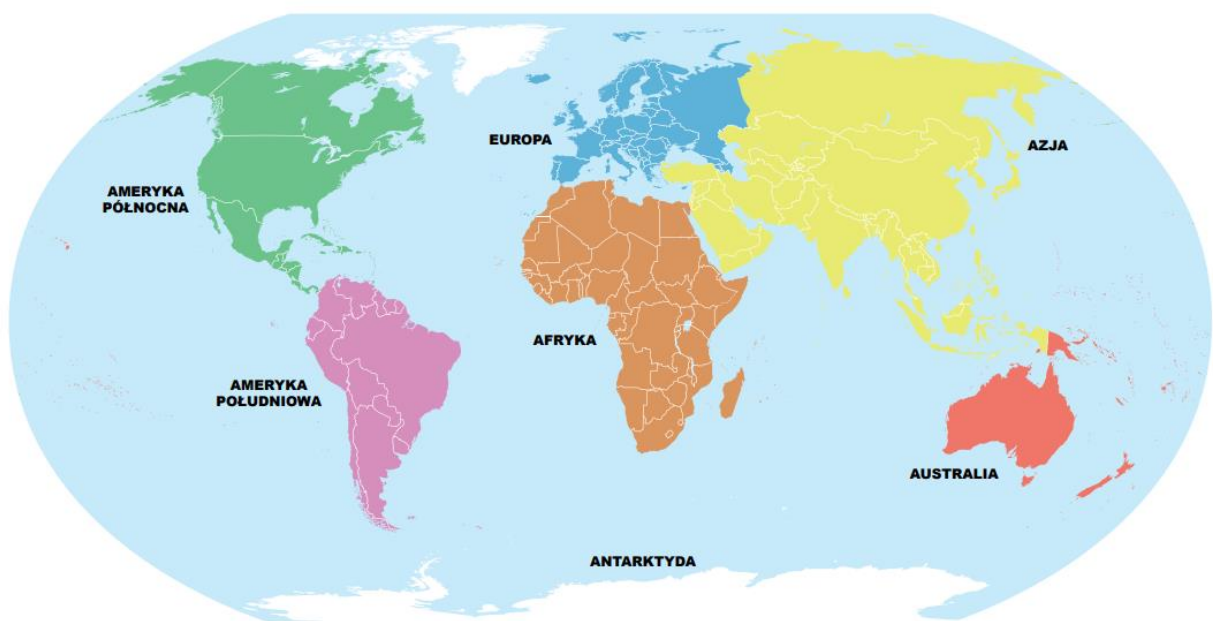 EUROPA
AZJA
AMERYKA
PÓŁNOCNA
AFRYKA
AMERYKA
POŁUDNIOWA
AUSTRALIA
ANTARKTYDA